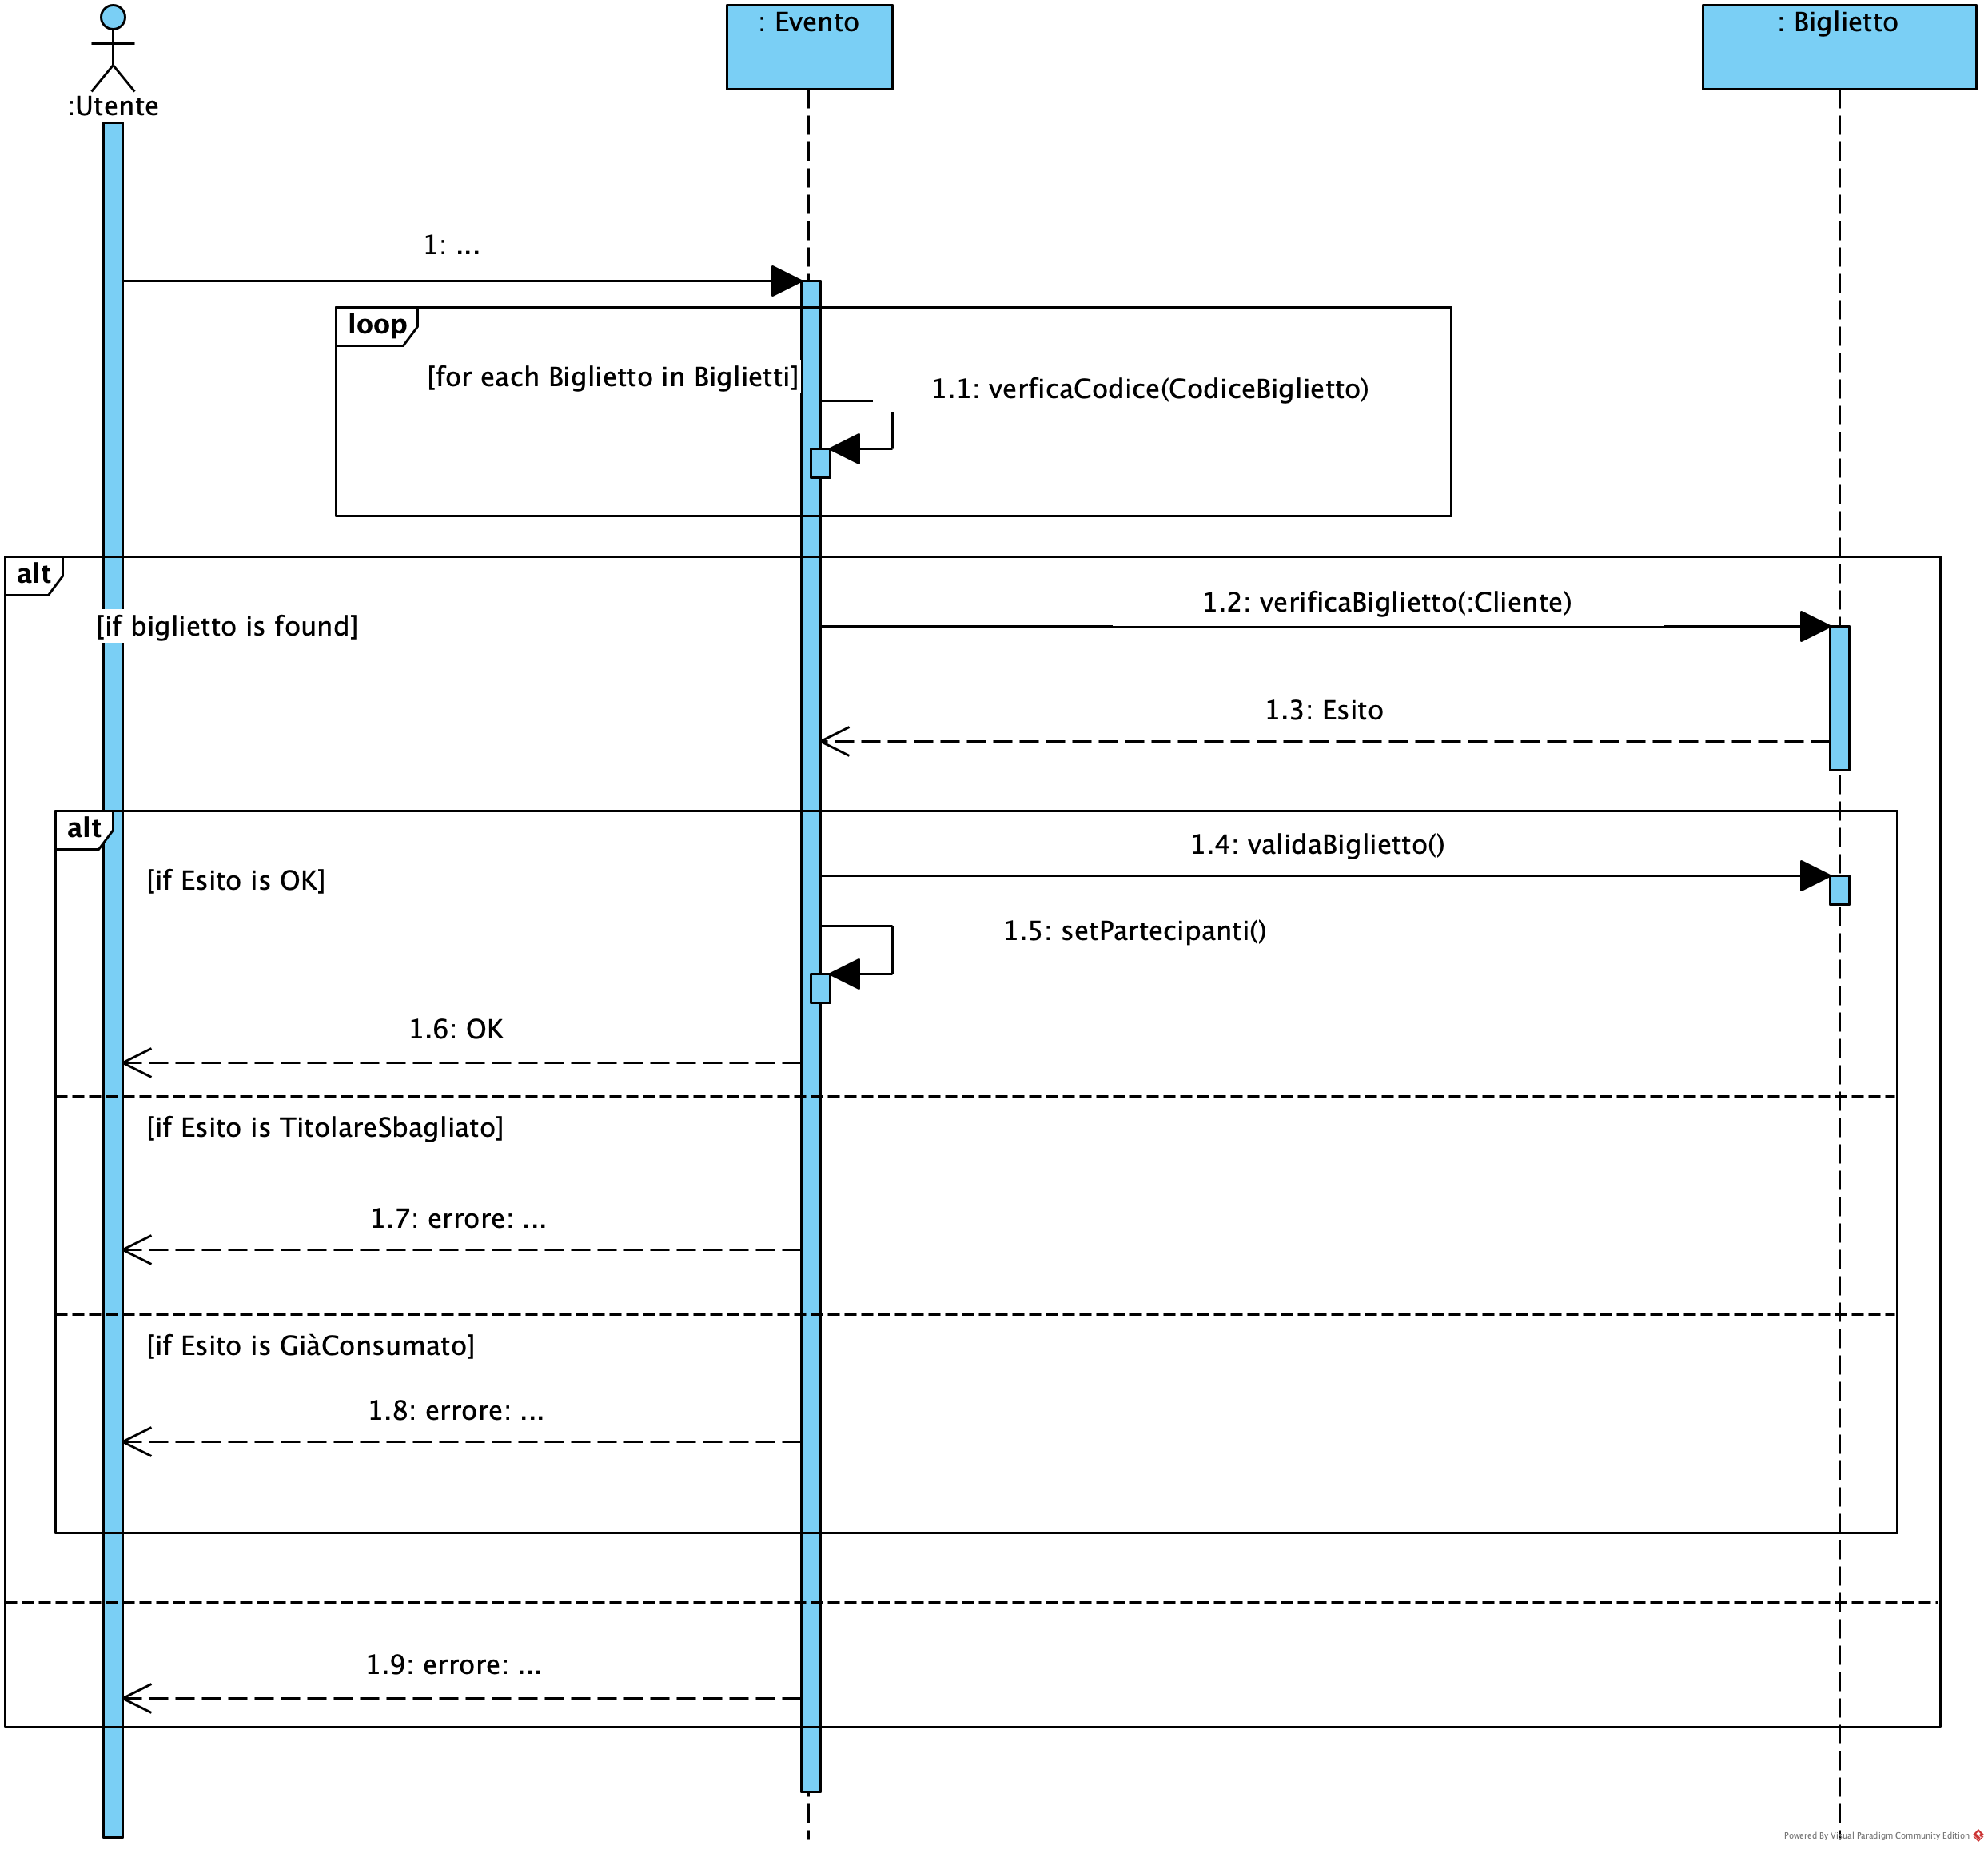 :Utente
: Evento
: Biglietto
1: ...
loop
[for each Biglietto in Biglietti]
1.1: verficaCodice(CodiceBiglietto)
alt
[if biglietto is found]
1.2: verificaBiglietto(:Cliente)
1.3: Esito
alt
[if Esito is OK]
1.4: validaBiglietto()
1.5: setPartecipanti()
1.6: OK
[if Esito is TitolareSbagliato]
1.7: errore: ...
[if Esito is GiàConsumato]
1.8: errore: ...
1.9: errore: ...
Powered By Visual Paradigm Community Edition